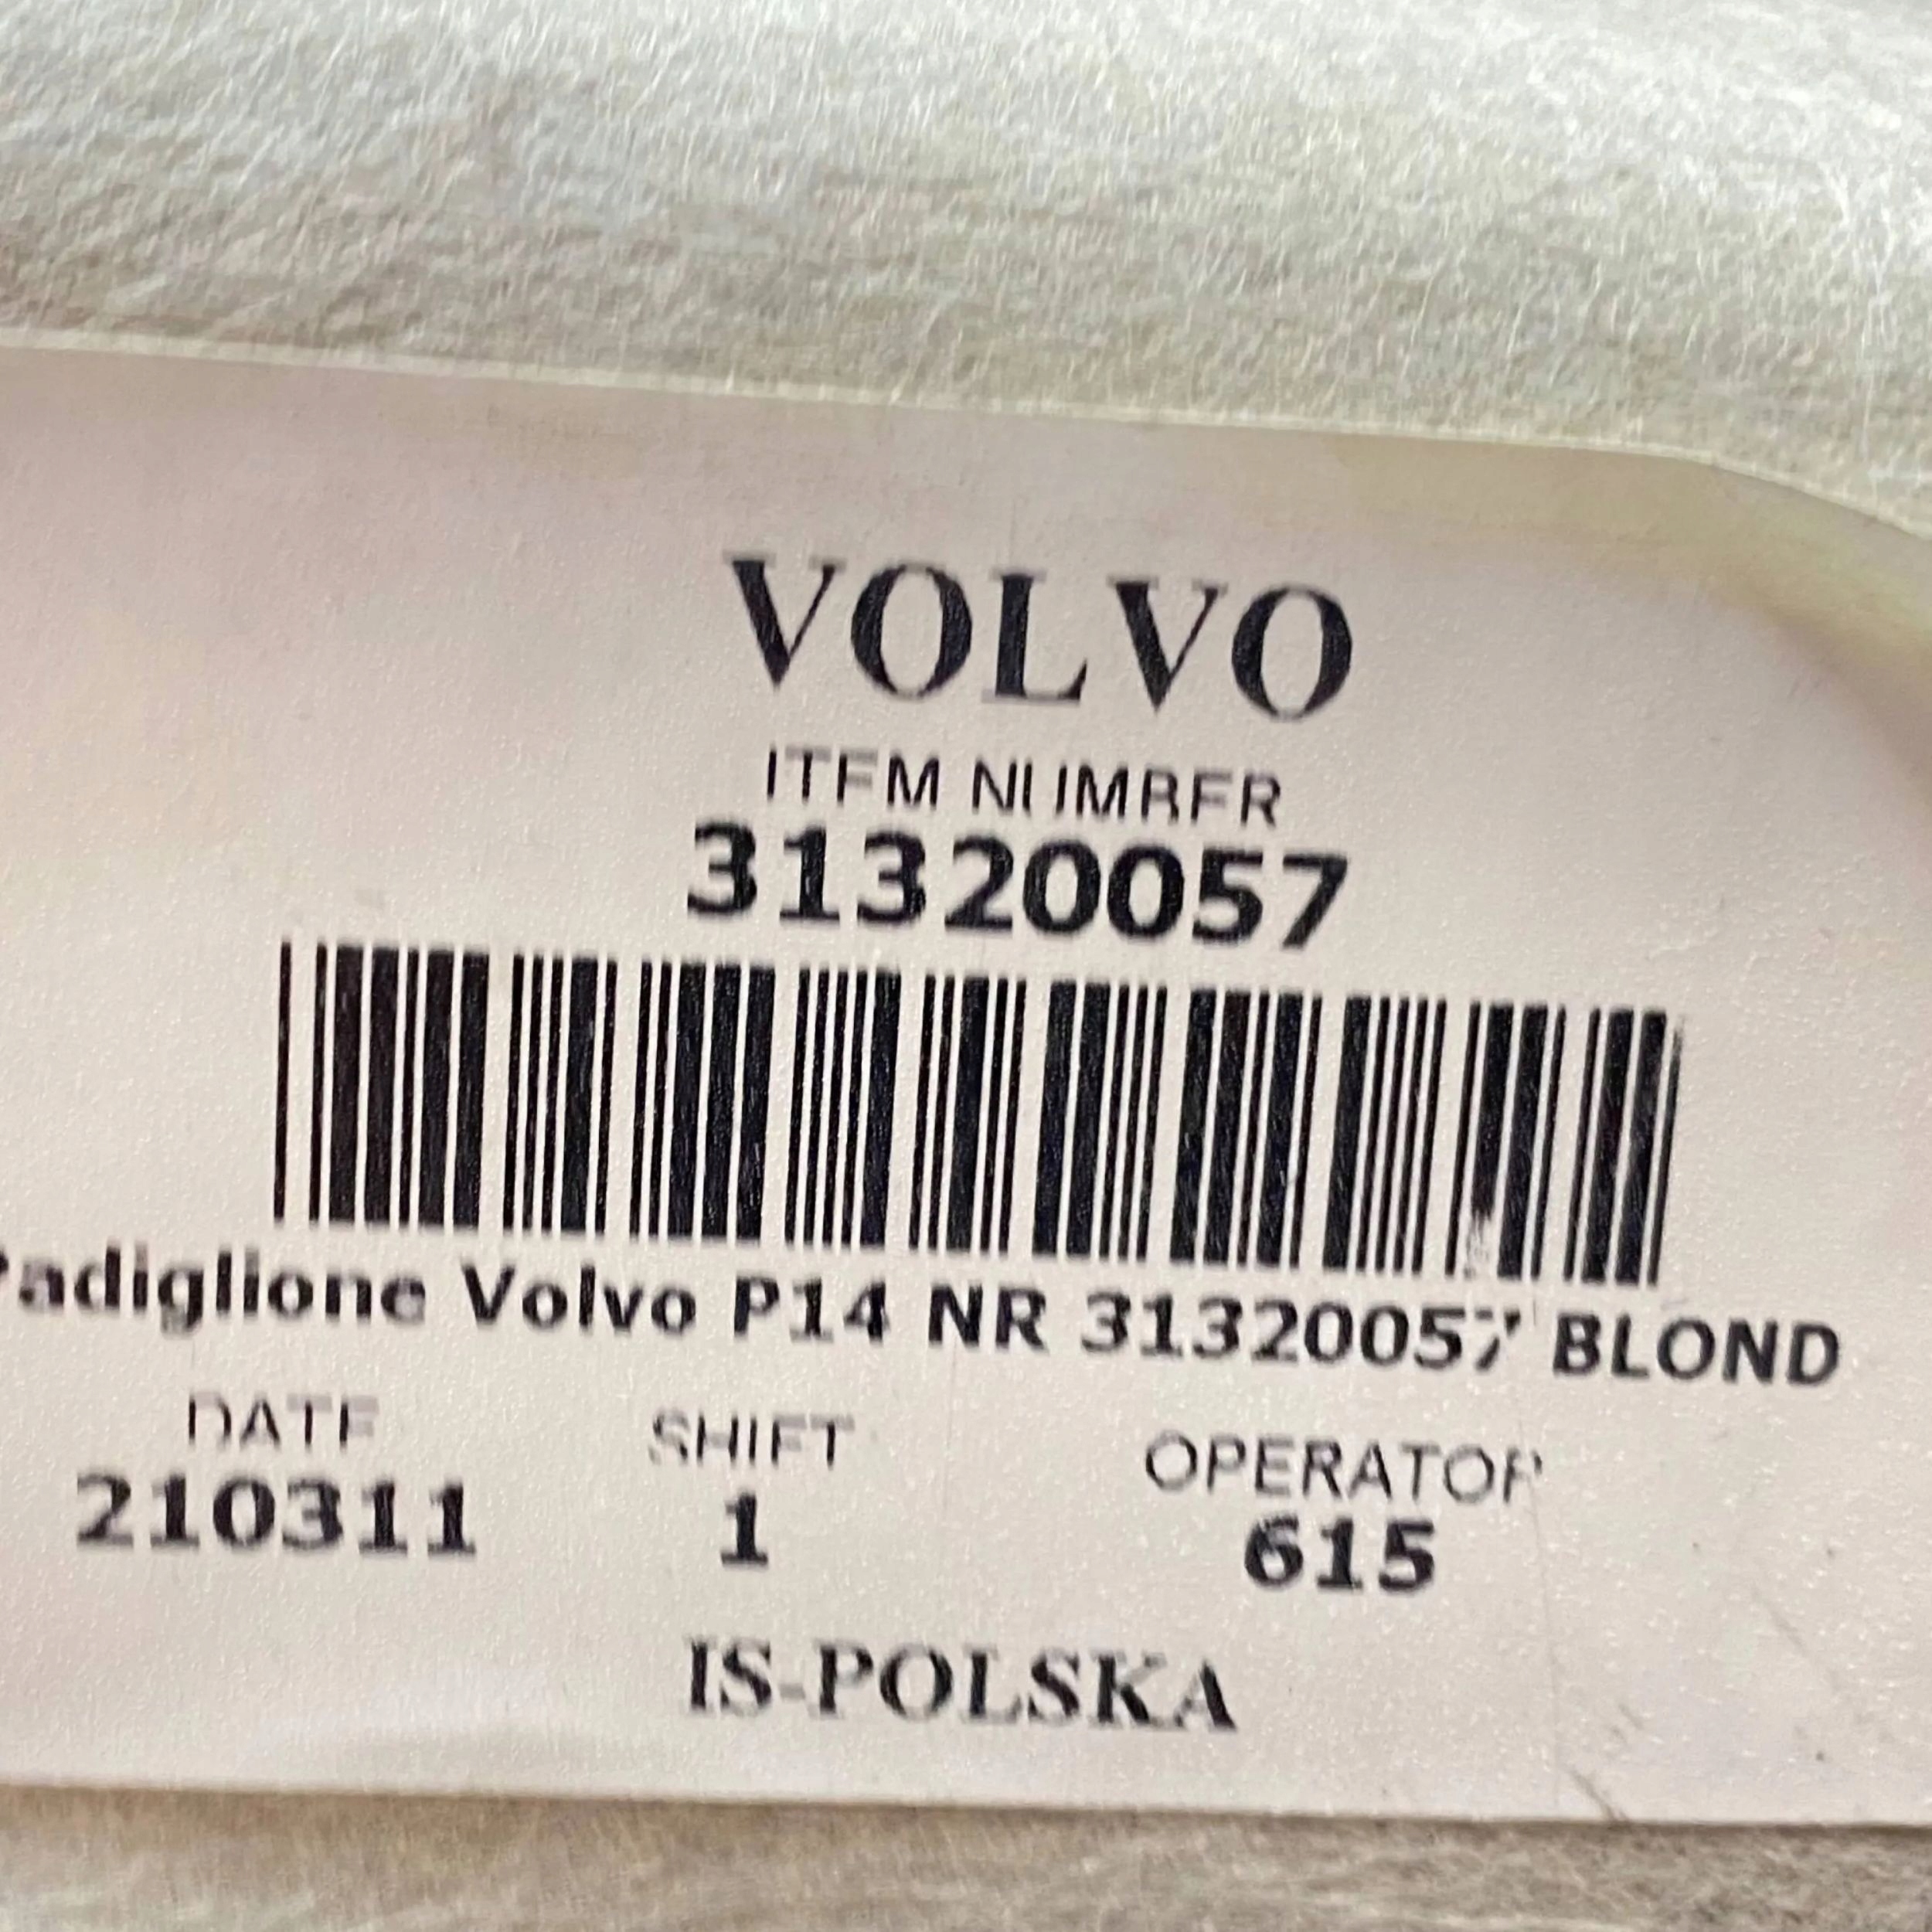 VOLVO
ITEM NUMBER
31320057
Padiglione Volvo P14 NR 31320057 BLOND
DATE SHIFT OPERATOR
210311 1 615
IS-POLSKA